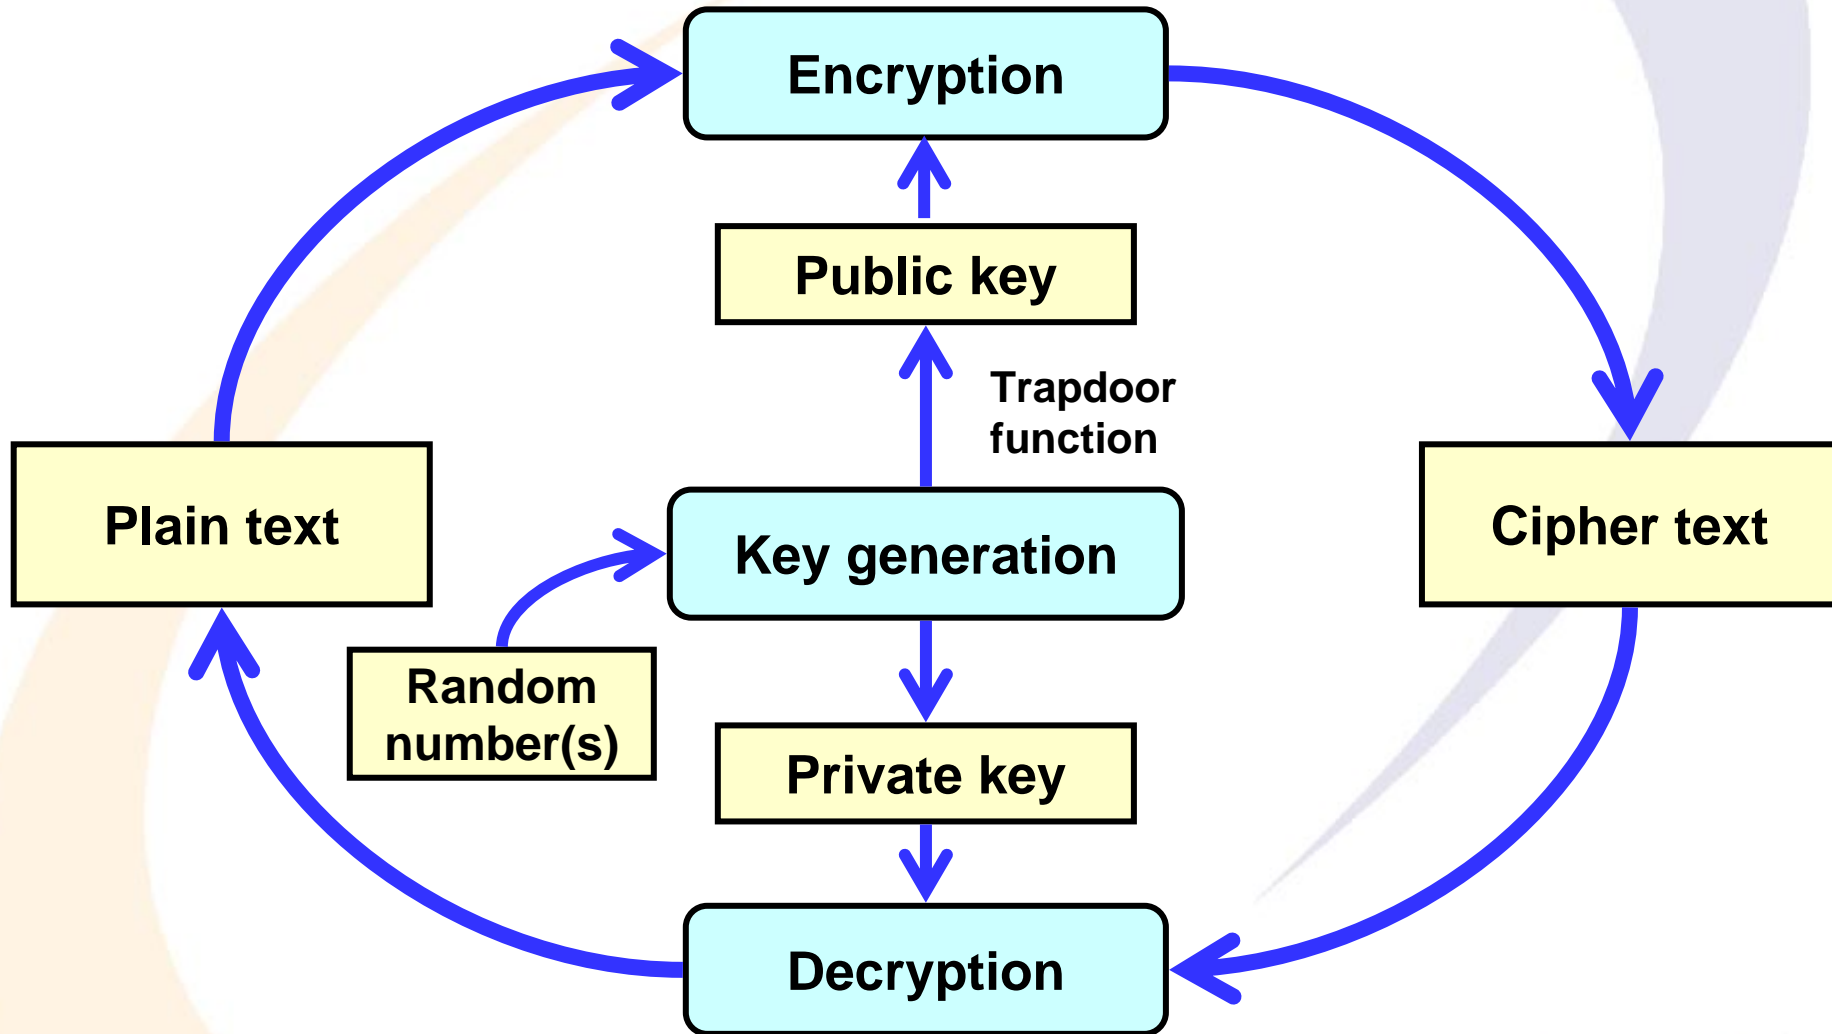 Encryption
Public key
Trapdoor
function
Plain text
Key generation
Cipher text
Random
number(s)
Private key
Decryption